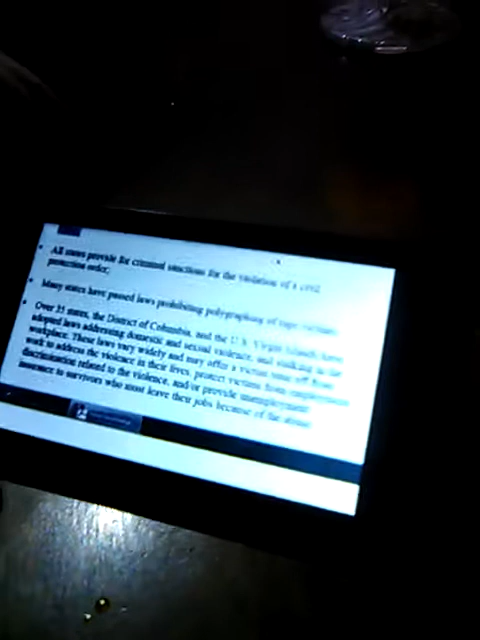 • All states provide for criminal sanctions for the violation of a civil
protection order;
• Many states have passed laws prohibiting polygraphing of rape victims
• Over 35 states, the District of Columbia, and the U.S. Virgin Islands have
adopted laws addressing domestic and sexual violence, and stalking in the
workplace. These laws vary widely and may offer a victim time off from
work to address the violence in their lives, protect victims from employment
discrimination related to the violence, and/or provide unemployment
insurance to survivors who must leave their jobs because of the abuse